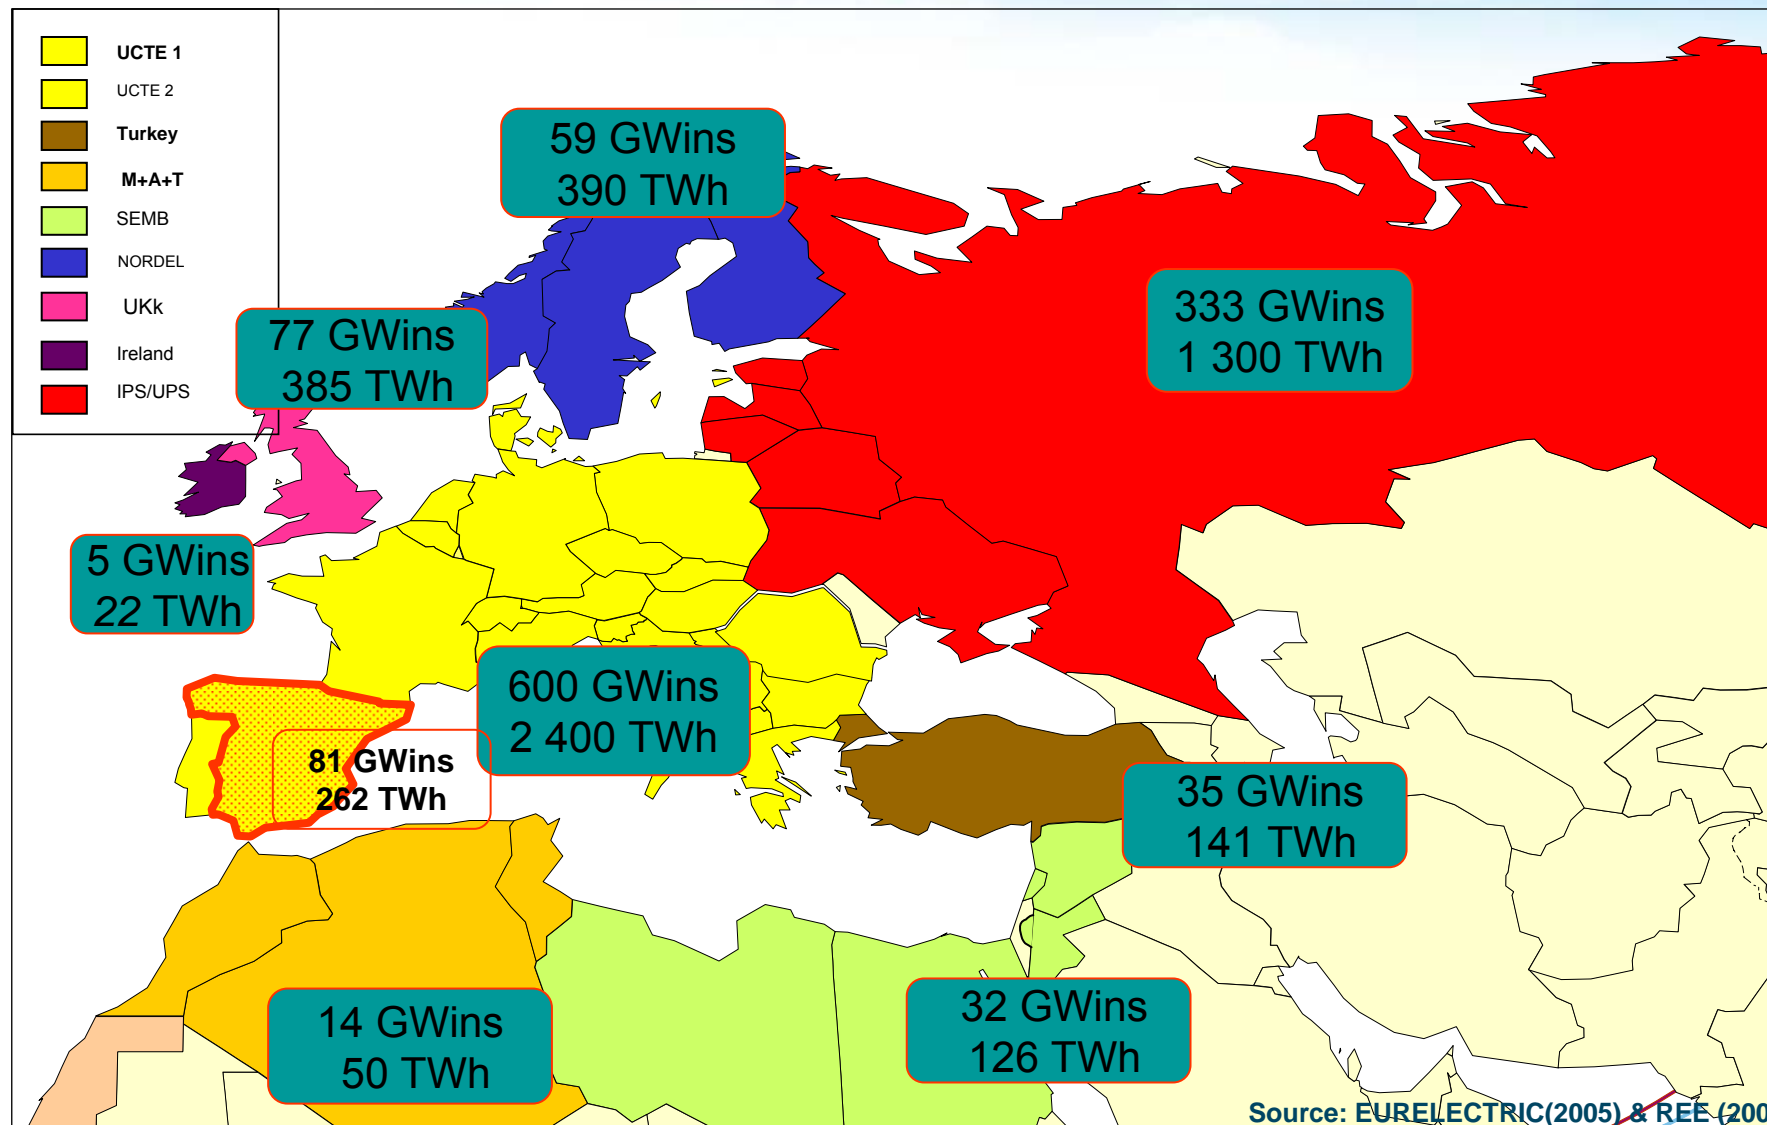 UCTE 1
UCTE 2
Turkey
M+A+T
SEMB
NORDEL
UKk
Ireland
IPS/UPS
59 GWins
390 TWh
77 GWins
385 TWh
333 GWins
1 300 TWh
5 GWins
22 TWh
600 GWins
2 400 TWh
81 GWins
262 TWh
35 GWins
141 TWh
14 GWins
50 TWh
32 GWins
126 TWh
Source: EURELECTRIC(2005) & REE (200